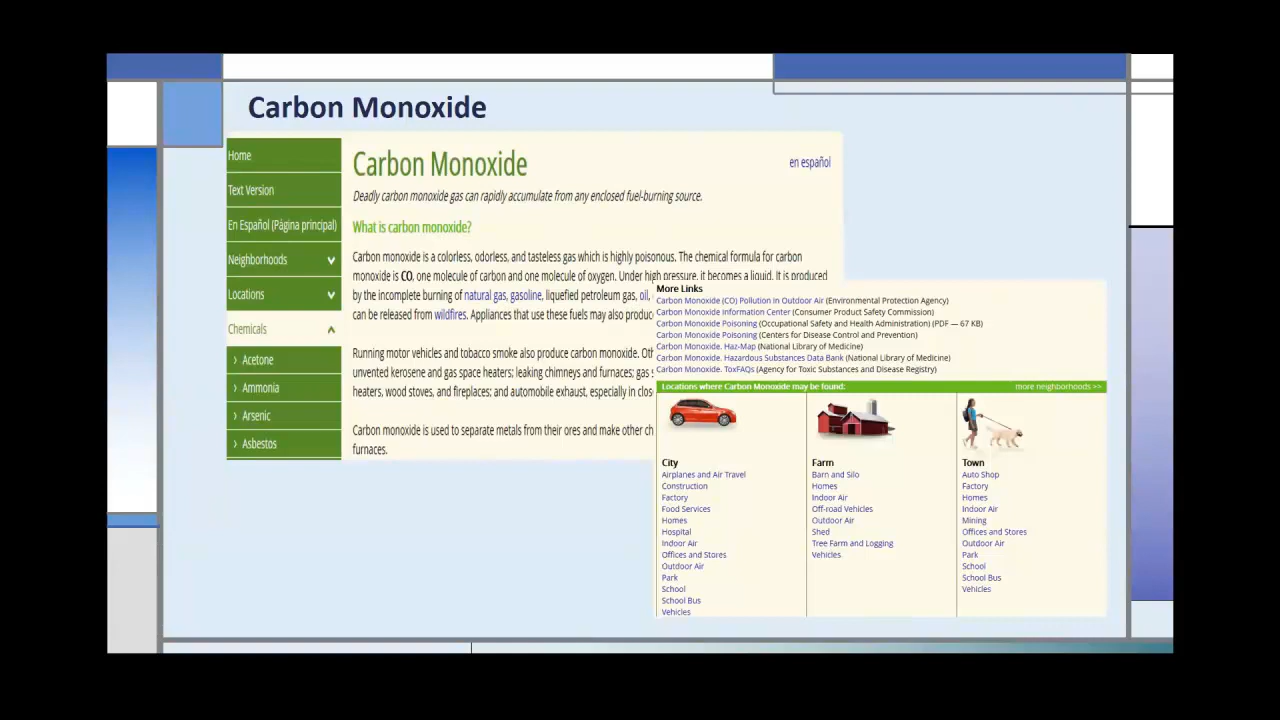 Carbon Monoxide
Home
Text Version
En Español (Página principal)
Neighborhoods
Locations
Chemicals
› Acetone
› Ammonia
› Arsenic
› Asbestos
Carbon Monoxide
en español
Deadly carbon monoxide gas can rapidly accumulate from any enclosed fuel-burning source.
What is carbon monoxide?
Carbon monoxide is a colorless, odorless, and tasteless gas which is highly poisonous. The chemical formula for carbon
monoxide is CO, one molecule of carbon and one molecule of oxygen. Under high pressure, it becomes a liquid. It is produced
by the incomplete burning of natural gas, gasoline, liquefied petroleum gas, oil,
can be released from wildfires. Appliances that use these fuels may also produc
Running motor vehicles and tobacco smoke also produce carbon monoxide. Oth
unvented kerosene and gas space heaters; leaking chimneys and furnaces; gas
heaters, wood stoves, and fireplaces; and automobile exhaust, especially in clos
Carbon monoxide is used to separate metals from their ores and make other ch
furnaces.
More Links
Carbon Monoxide (CO) Pollution in Outdoor Air (Environmental Protection Agency)
Carbon Monoxide Information Center (Consumer Product Safety Commission)
Carbon Monoxide Poisoning (Occupational Safety and Health Administration) (PDF — 67 KB)
Carbon Monoxide Poisoning (Centers for Disease Control and Prevention)
Carbon Monoxide. Haz-Map (National Library of Medicine)
Carbon Monoxide. Hazardous Substances Data Bank (National Library of Medicine)
Carbon Monoxide. ToxFAQs (Agency for Toxic Substances and Disease Registry)
Locations where Carbon Monoxide may be found:
more neighborhoods >>
City
Airplanes and Air Travel
Construction
Factory
Food Services
Homes
Hospital
Indoor Air
Offices and Stores
Outdoor Air
Park
School
School Bus
Vehicles
Farm
Barn and Silo
Homes
Indoor Air
Off-road Vehicles
Outdoor Air
Shed
Tree Farm and Logging
Vehicles
Town
Auto Shop
Factory
Homes
Indoor Air
Mining
Offices and Stores
Outdoor Air
Park
School
School Bus
Vehicles